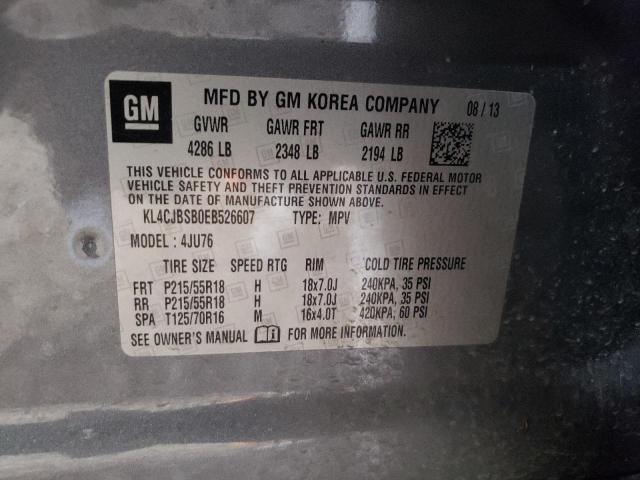 GM MFD BY GM KOREA COMPANY 08 / 13
GVWR GAWR FRT GAWR RR
4286 LB 2348 LB 2194 LB
THIS VEHICLE CONFORMS TO ALL APPLICABLE U.S. FEDERAL MOTOR
VEHICLE SAFETY AND THEFT PREVENTION STANDARDS IN EFFECT
ON THE DATE OF MANUFACTURE SHOWN ABOVE.
KL4CJBSB0EB526607 TYPE: MPV
MODEL : 4JU76
TIRE SIZE SPEED RTG RIM COLD TIRE PRESSURE
FRT P215/55R18 H 18x7.0J 240KPA, 35 PSI
RR P215/55R18 H 18x7.0J 240KPA, 35 PSI
SPA T125/70R16 M 16x4.0T 420KPA, 60 PSI
SEE OWNER'S MANUAL FOR MORE INFORMATION.